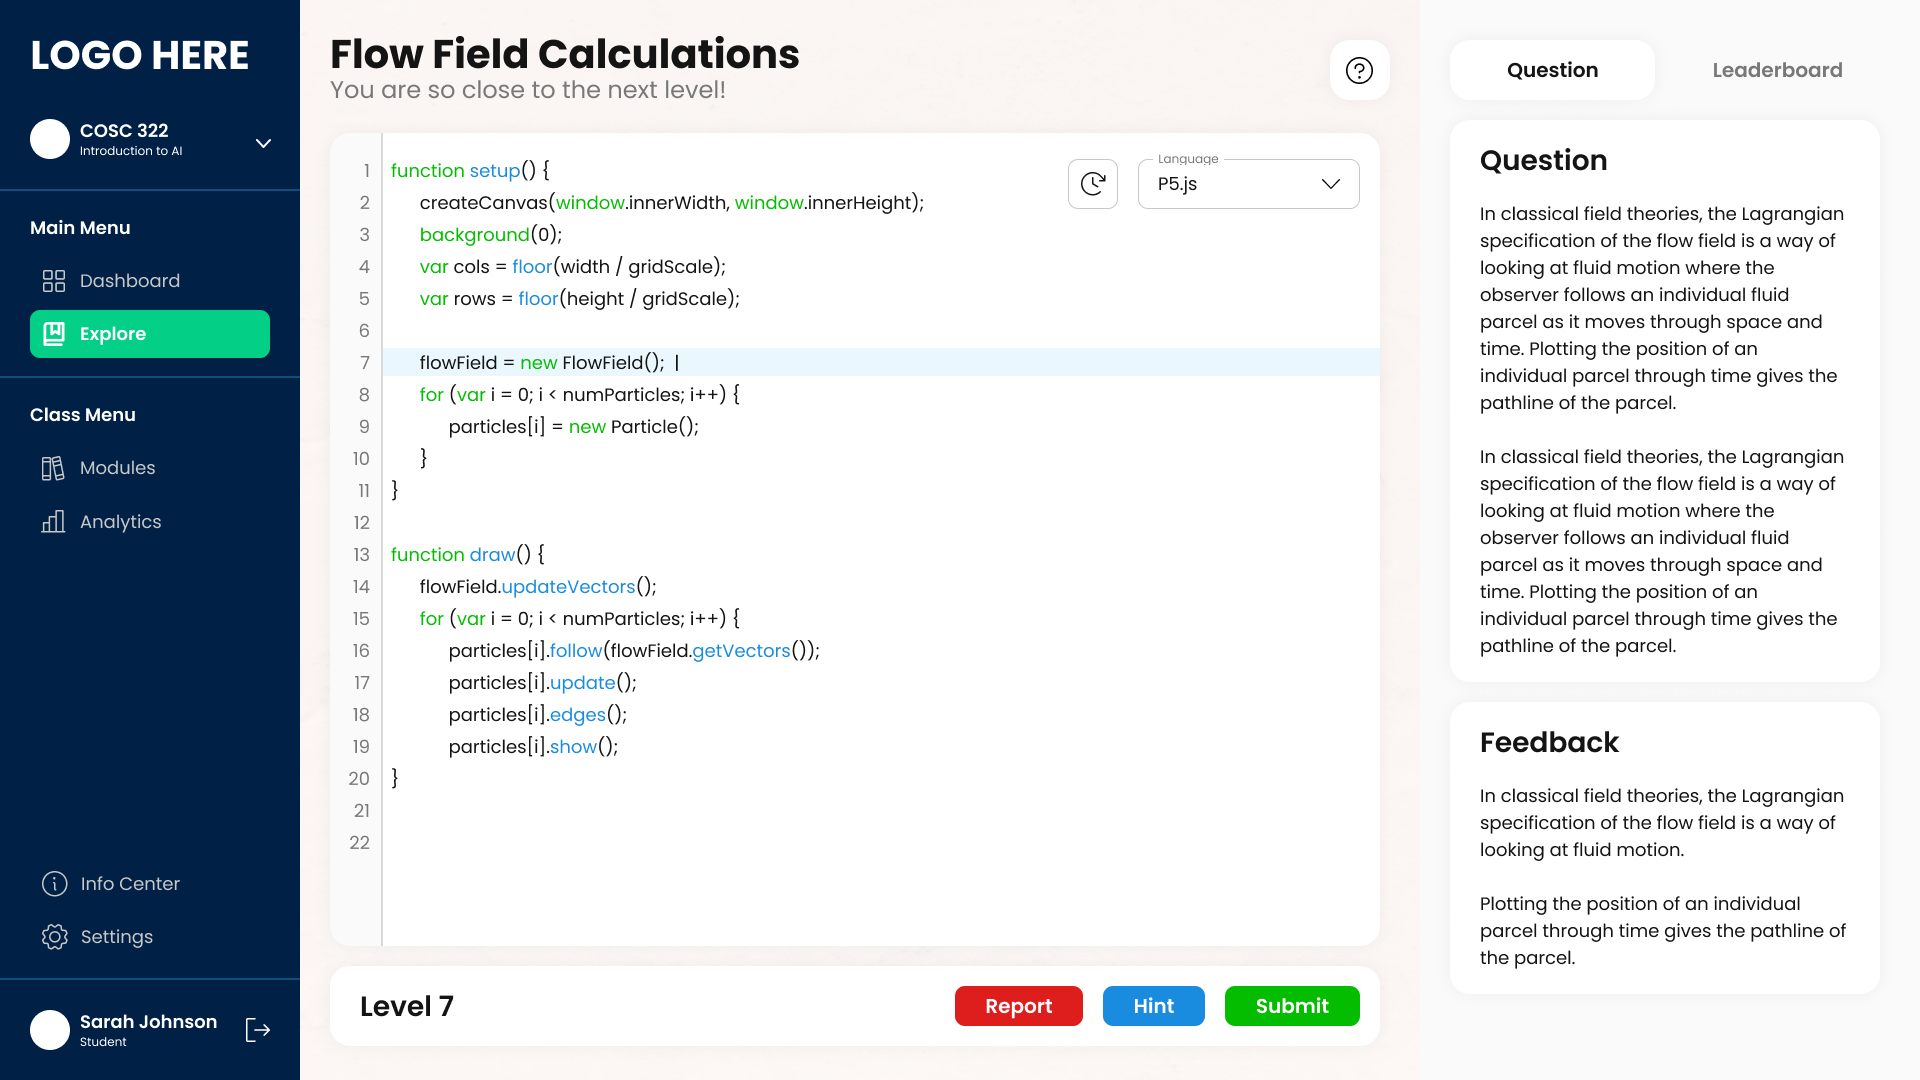 LOGO HERE
COSC 322
Introduction to AI
Main Menu
Dashboard
Explore
Class Menu
Modules
Analytics
Info Center
Settings
Sarah Johnson
Student
Flow Field Calculations
You are so close to the next level!
Language
P5.js
1 function setup() {
2 createCanvas(window.innerWidth, window.innerHeight);
3 background(0);
4 var cols = floor(width / gridScale);
5 var rows = floor(height / gridScale);
6
7 flowField = new FlowField(); |
8 for (var i = 0; i < numParticles; i++) {
9 particles[i] = new Particle();
10 }
11 }
12
13 function draw() {
14 flowField.updateVectors();
15 for (var i = 0; i < numParticles; i++) {
16 particles[i].follow(flowField.getVectors());
17 particles[i].update();
18 particles[i].edges();
19 particles[i].show();
20 }
21
22
Level 7
Report
Hint
Submit
Question
Leaderboard
Question
In classical field theories, the Lagrangian
specification of the flow field is a way of
looking at fluid motion where the
observer follows an individual fluid
parcel as it moves through space and
time. Plotting the position of an
individual parcel through time gives the
pathline of the parcel.
In classical field theories, the Lagrangian
specification of the flow field is a way of
looking at fluid motion where the
observer follows an individual fluid
parcel as it moves through space and
time. Plotting the position of an
individual parcel through time gives the
pathline of the parcel.
Feedback
In classical field theories, the Lagrangian
specification of the flow field is a way of
looking at fluid motion.
Plotting the position of an individual
parcel through time gives the pathline of
the parcel.